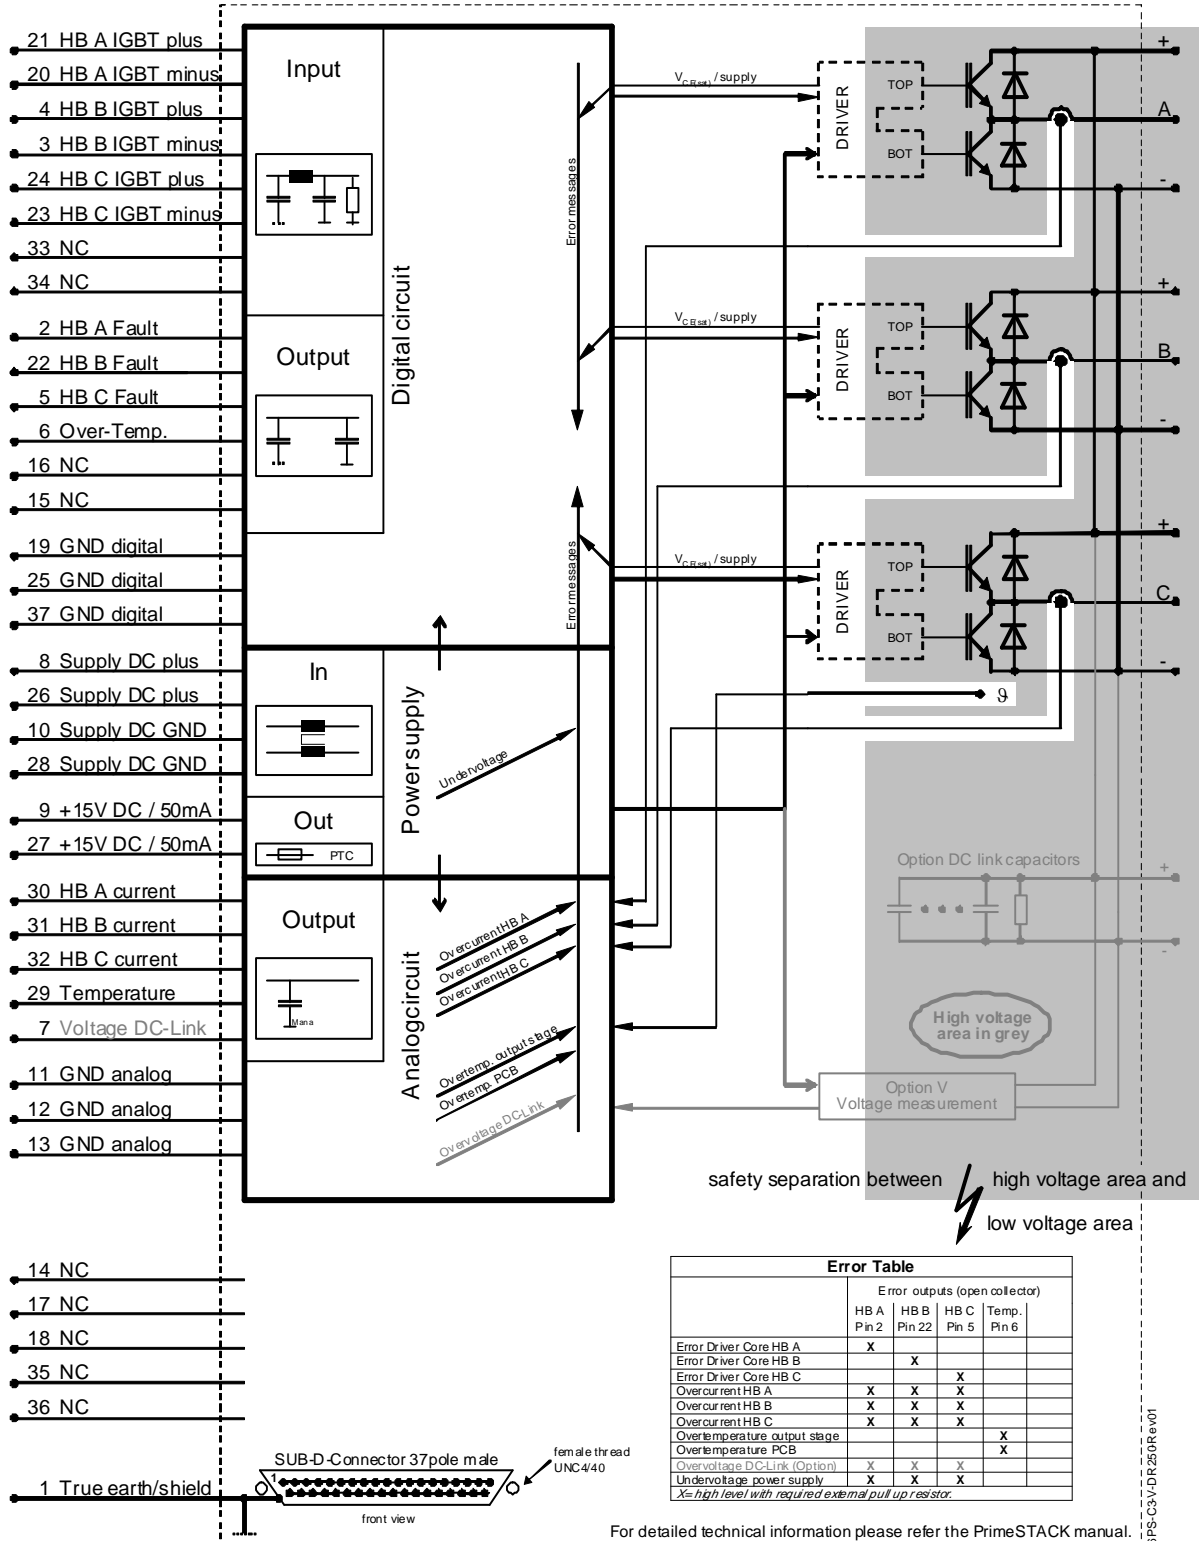 21 HB A IGBT plus
20 HB A IGBT minus
4 HB B IGBT plus
3 HB B IGBT minus
24 HB C IGBT plus
23 HB C IGBT minus
33 NC
34 NC
2 HB A Fault
22 HB B Fault
5 HB C Fault
6 Over-Temp.
16 NC
15 NC
19 GND digital
25 GND digital
37 GND digital
8 Supply DC plus
26 Supply DC plus
10 Supply DC GND
28 Supply DC GND
9 +15V DC / 50mA
27 +15V DC / 50mA
30 HB A current
31 HB B current
32 HB C current
29 Temperature
7 Voltage DC-Link
11 GND analog
12 GND analog
13 GND analog
14 NC
17 NC
18 NC
35 NC
36 NC
1 True earth/shield
Input
Output
Digital circuit
Error messages
Error messages
In
Out
PTC
Power supply
Undervoltage
Output
Mana
Analog circuit
Overcurrent HB A
Overcurrent HB B
Overcurrent HB C
Overtemp. output stage
Overtemp. PCB
Overvoltage DC-Link
VCE(sat) / supply
DRIVER
TOP
BOT
+
A
-
VCE(sat) / supply
DRIVER
TOP
BOT
+
B
-
VCE(sat) / supply
DRIVER
TOP
BOT
+
C
-
ϑ
Option DC link capacitors
+
-
High voltage
area in grey
Option V
Voltage measurement
safety separation between high voltage area and
low voltage area
Error Table
Error outputs (open collector)
HB A HB B HB C Temp.
Pin 2 Pin 22 Pin 5 Pin 6
Error Driver Core HB A X
Error Driver Core HB B X
Error Driver Core HB C X
Overcurrent HB A X X X
Overcurrent HB B X X X
Overcurrent HB C X X X
Overtemperature output stage X
Overtemperature PCB X
Overvoltage DC-Link (Option) X X X
Undervoltage power supply X X X
X= high level with required external pull up resistor.
SUB-D-Connector 37pole male
1
front view
female thread
UNC4/40
For detailed technical information please refer the PrimeSTACK manual.
6PS-C3-V-DR250Rev01